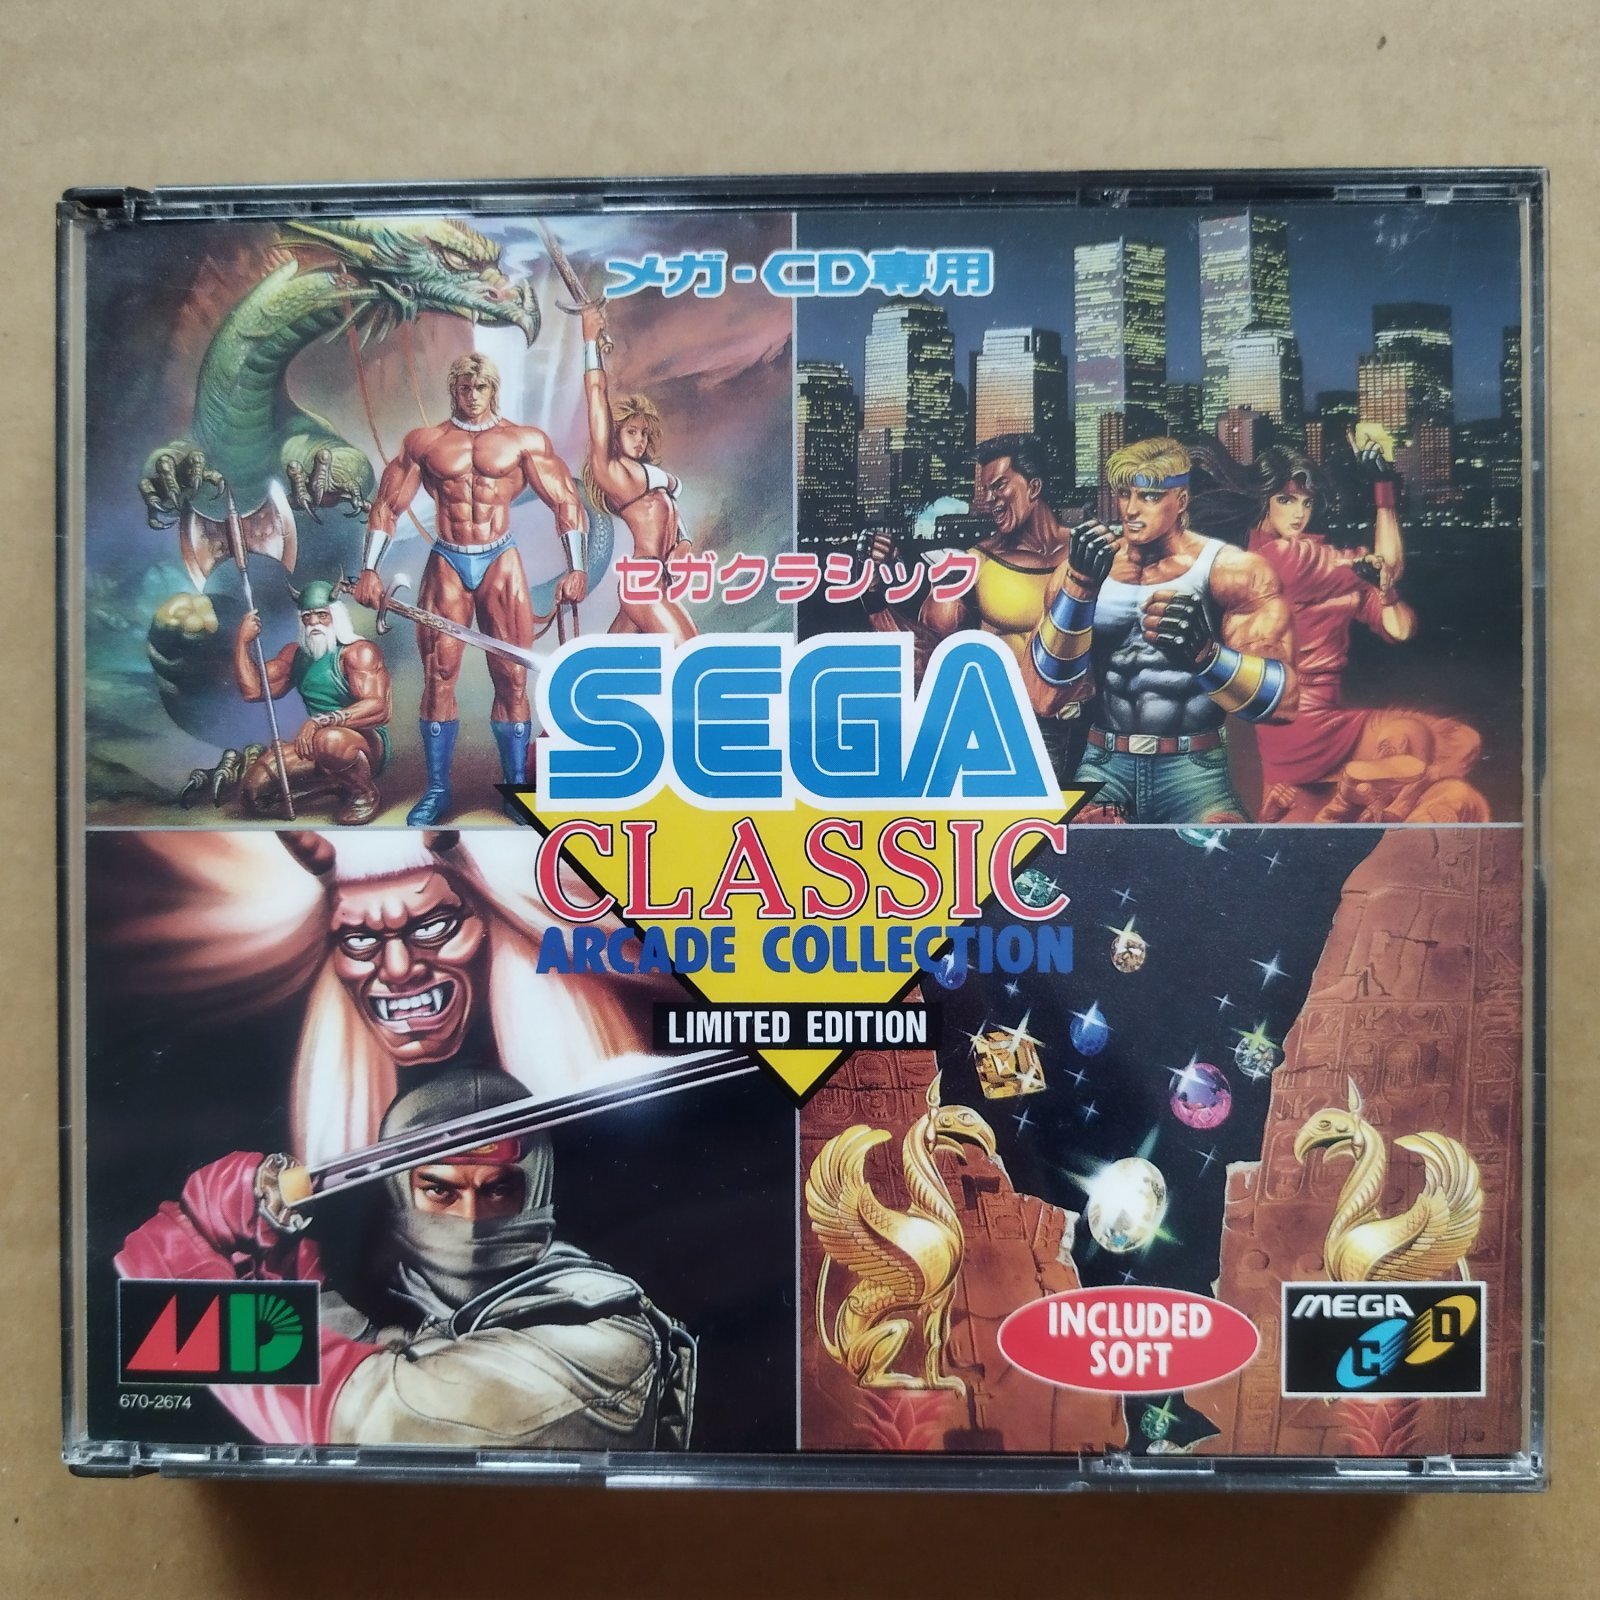 メガ-CD専用
セガクラシック
SEGA
TM
CLASSIC
ARCADE COLLECTION
LIMITED EDITION
INCLUDED
SOFT
MEGA
CD
MD
670-2674